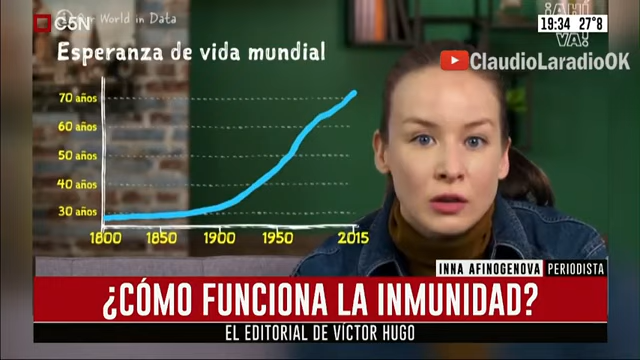 C5N
Our World in Data
¡AHÍ
VA!
19:34 27°8
ClaudioLaradioOK
Esperanza de vida mundial
70 años
60 años
50 años
40 años
30 años
1800 1850 1900 1950 2015
INNA AFINOGENOVA PERIODISTA
¿CÓMO FUNCIONA LA INMUNIDAD?
EL EDITORIAL DE VÍCTOR HUGO